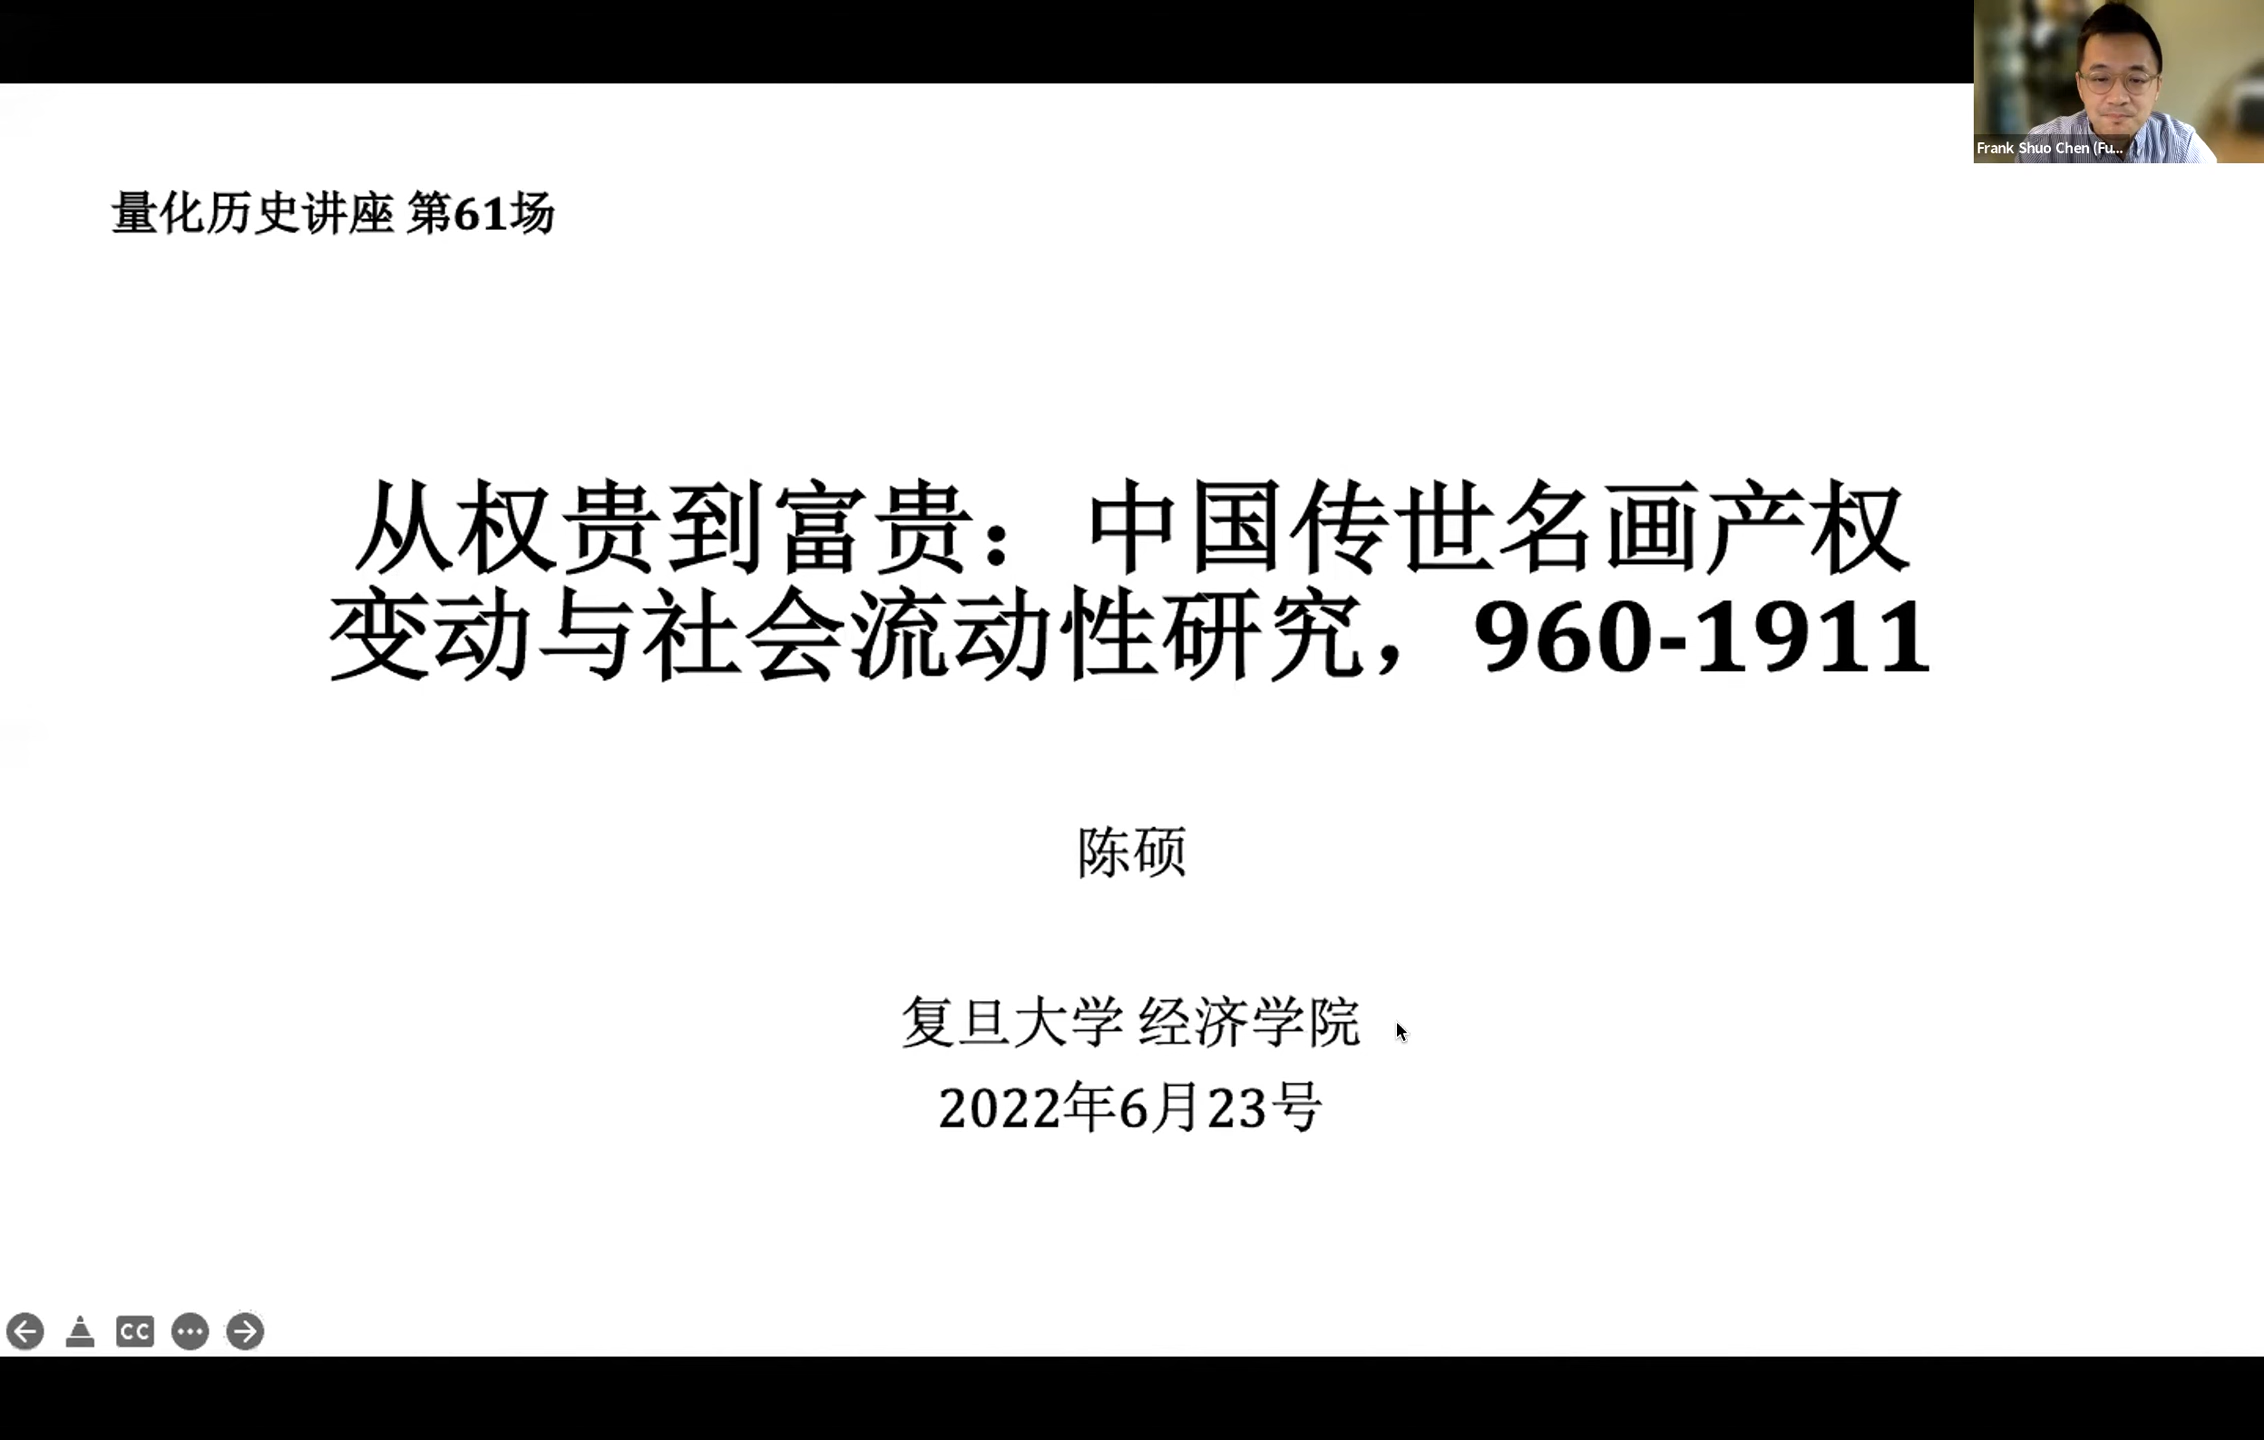 Frank Shuo Chen (Fu...
量化历史讲座 第61场
从权贵到富贵：中国传世名画产权
变动与社会流动性研究，960-1911
陈硕
复旦大学 经济学院
2022年6月23号
CC